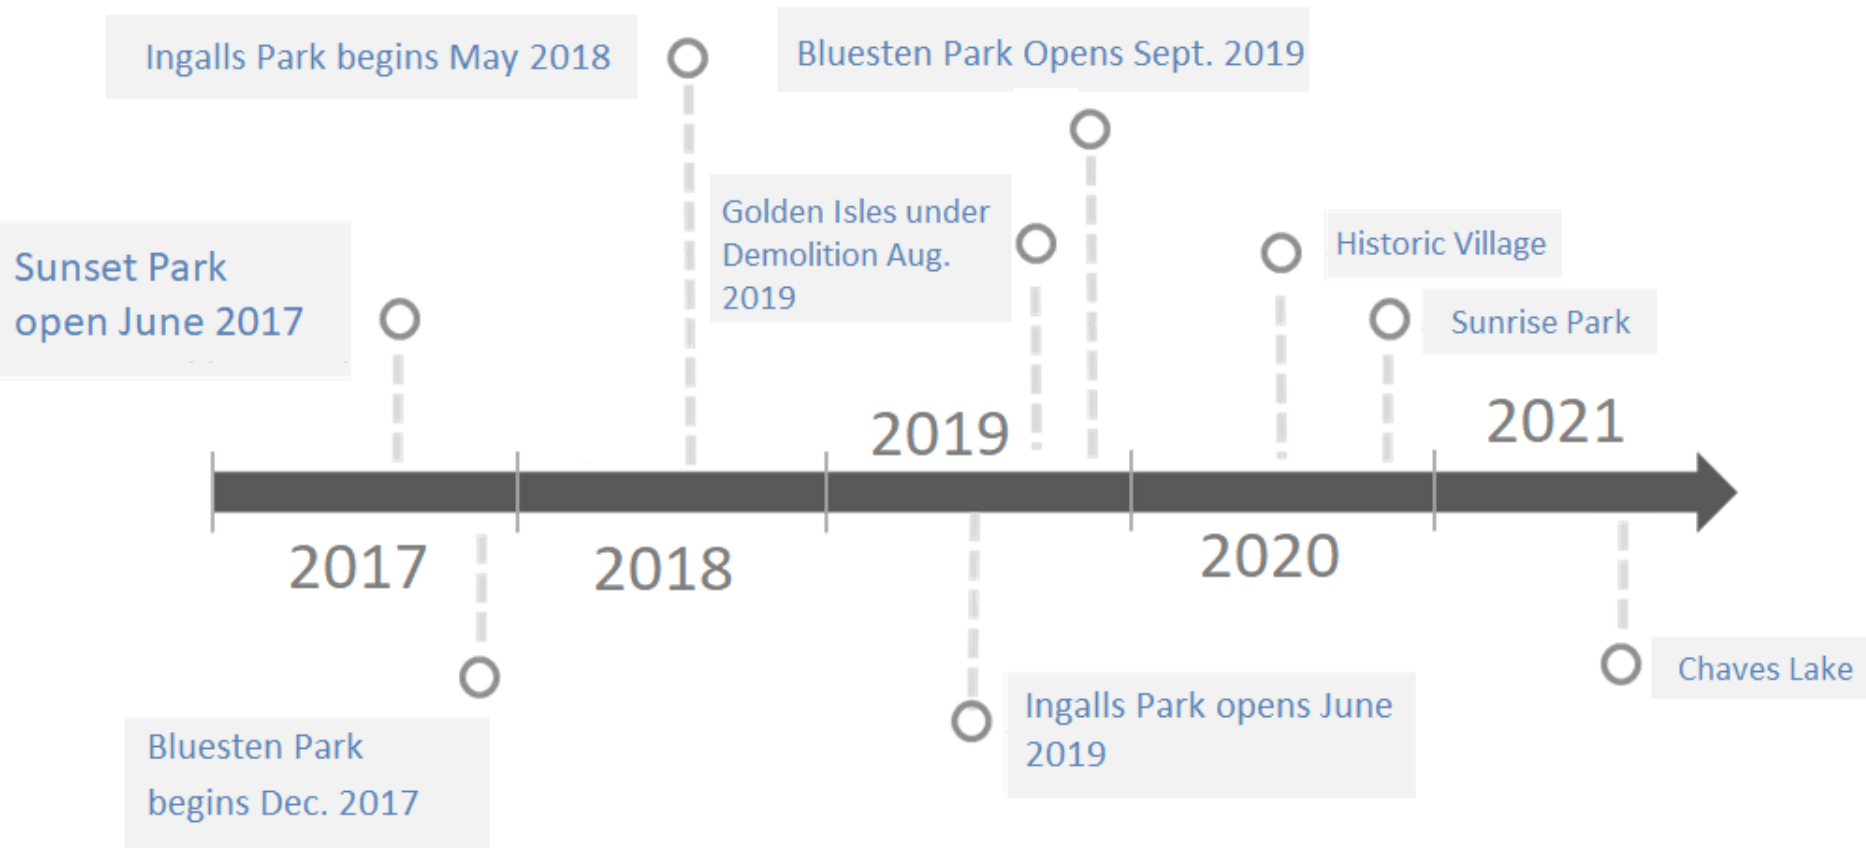 Ingalls Park begins May 2018
Bluesten Park Opens Sept. 2019
Golden Isles under
Demolition Aug.
2019
Historic Village
Sunset Park
open June 2017
Sunrise Park
2019
2021
2017
2018
2020
Chaves Lake
Ingalls Park opens June
2019
Bluesten Park
begins Dec. 2017